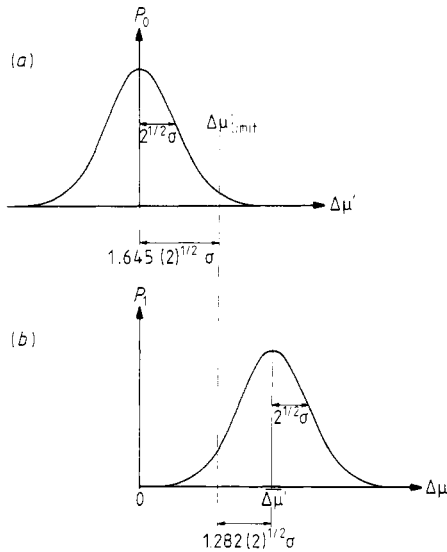 P₀
(a)
2^1/2 σ
Δμ'limit
Δμ'
1.645 (2)^1/2 σ
P₁
(b)
2^1/2 σ
0
Δμ'
Δμ
1.282 (2)^1/2 σ